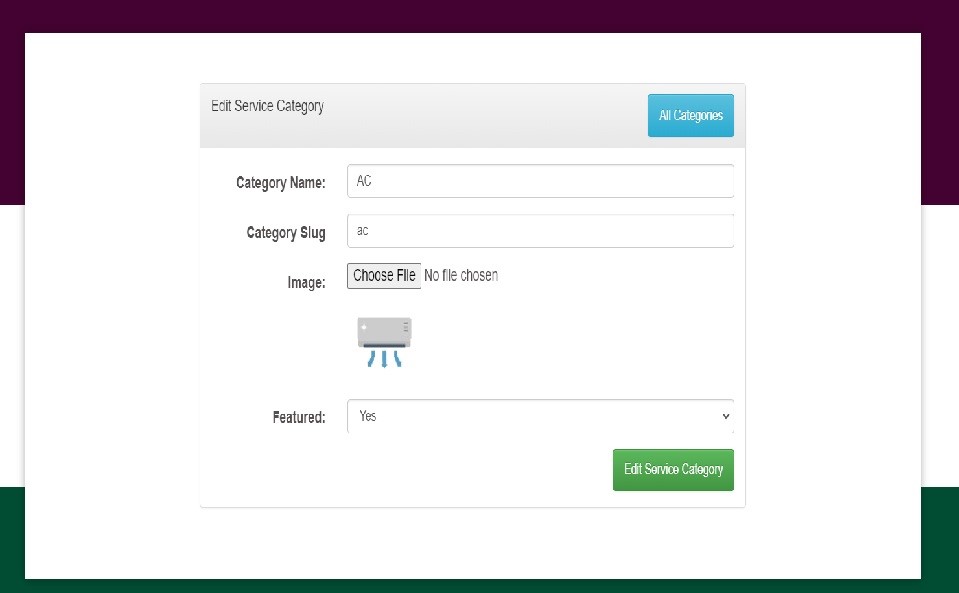 Edit Service Category
All Categories
Category Name:
AC
Category Slug
ac
Image:
Choose File No file chosen
Featured:
Yes
Edit Service Category